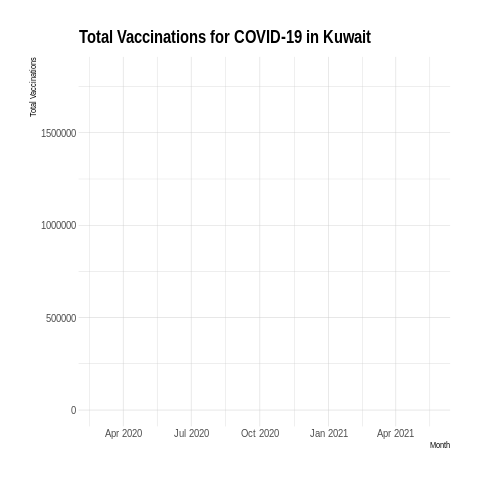 Total Vaccinations for COVID-19 in Kuwait
Total Vaccinations
1500000
1000000
500000
0
Apr 2020 Jul 2020 Oct 2020 Jan 2021 Apr 2021
Month